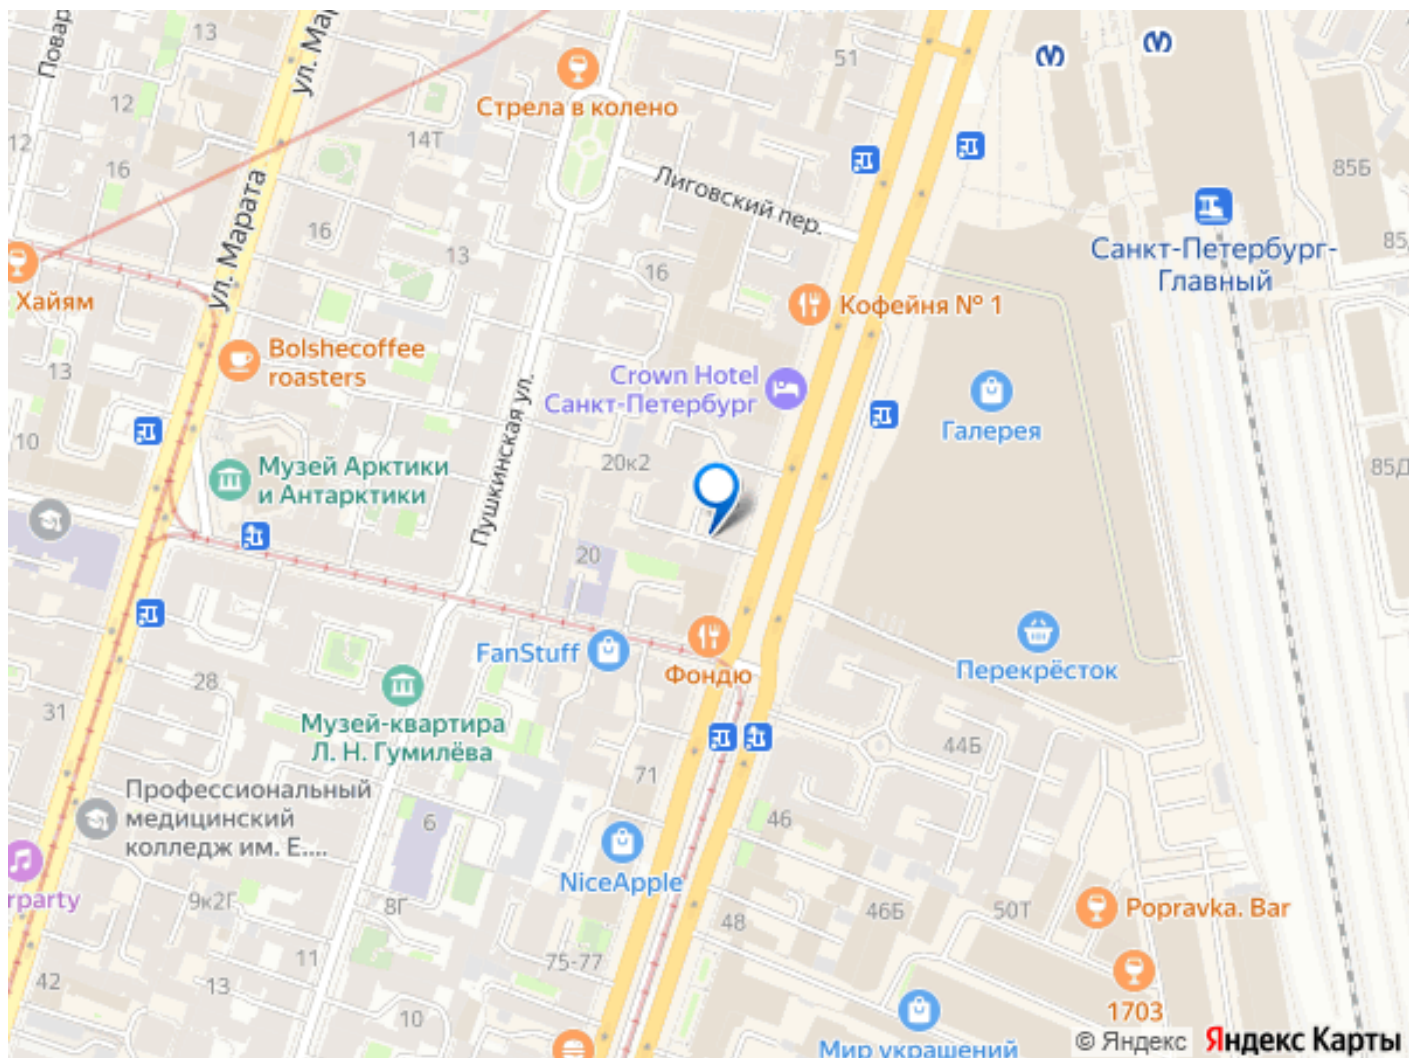 Повар
13
ул. Мар
51
Стрела в колено
12
14Т
12
16
85Б
Лиговский пер.
ул. Марата
16
13
16
85
Санкт-Петербург-
Главный
Хайям
Кофейня № 1
Bolshecoffee
roasters
13
Crown Hotel
Санкт-Петербург
Галерея
10
Пушкинская ул.
20к2
85Д
Музей Арктики
и Антарктики
20
FanStuff
Фондю
Перекрёсток
28
31
Музей-квартира
Л. Н. Гумилёва
44Б
71
Профессиональный
медицинский
колледж им. Е....
6
46
NiceApple
rparty
9к2Г
8Г
48
46Б
50Т
Popravka. Bar
11
75-77
42
13
10
1703
Мир украшений
© Яндекс Яндекс Карты